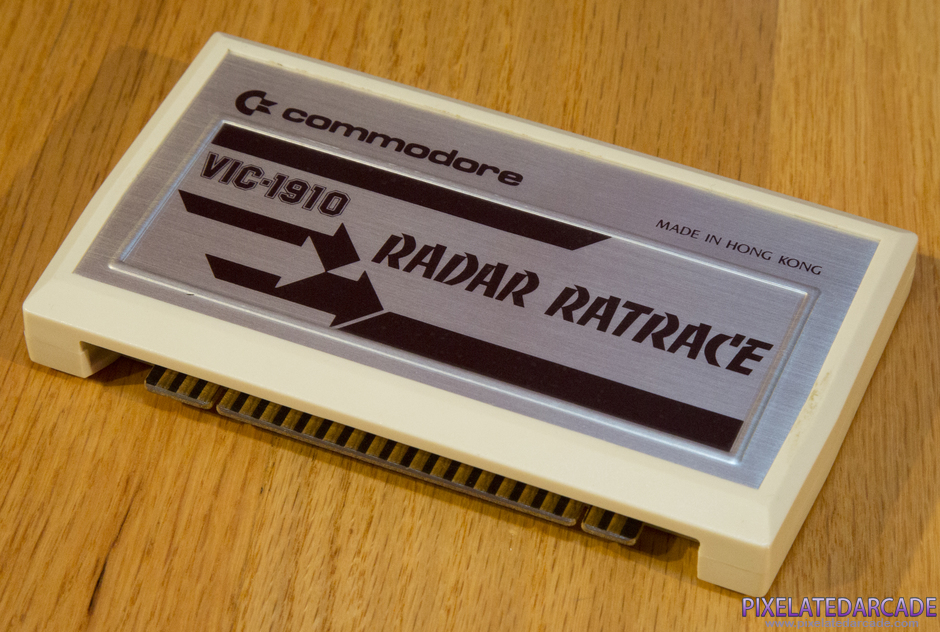 commodore
VIC-1910
MADE IN HONG KONG
RADAR RATRACE
PIXELATEDARCADE